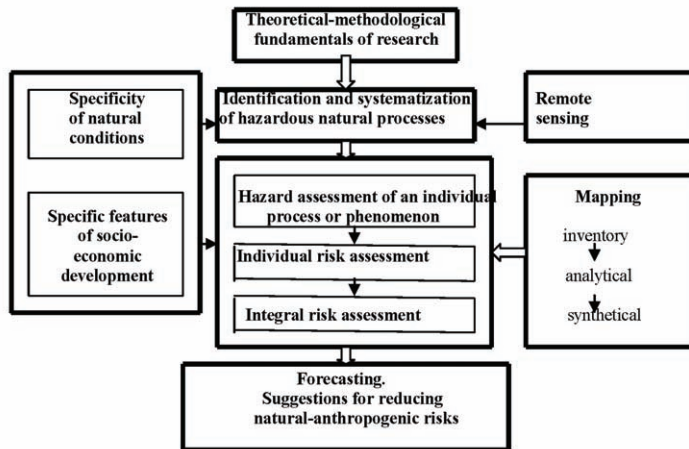 Theoretical-methodological
fundamentals of research
Specificity
of natural
conditions
Identification and systematization
of hazardous natural processes
Remote
sensing
Specific features
of socio-
economic
development
Hazard assessment of an individual
process or phenomenon
Individual risk assessment
Integral risk assessment
Mapping
inventory
analytical
synthetical
Forecasting.
Suggestions for reducing
natural-anthropogenic risks